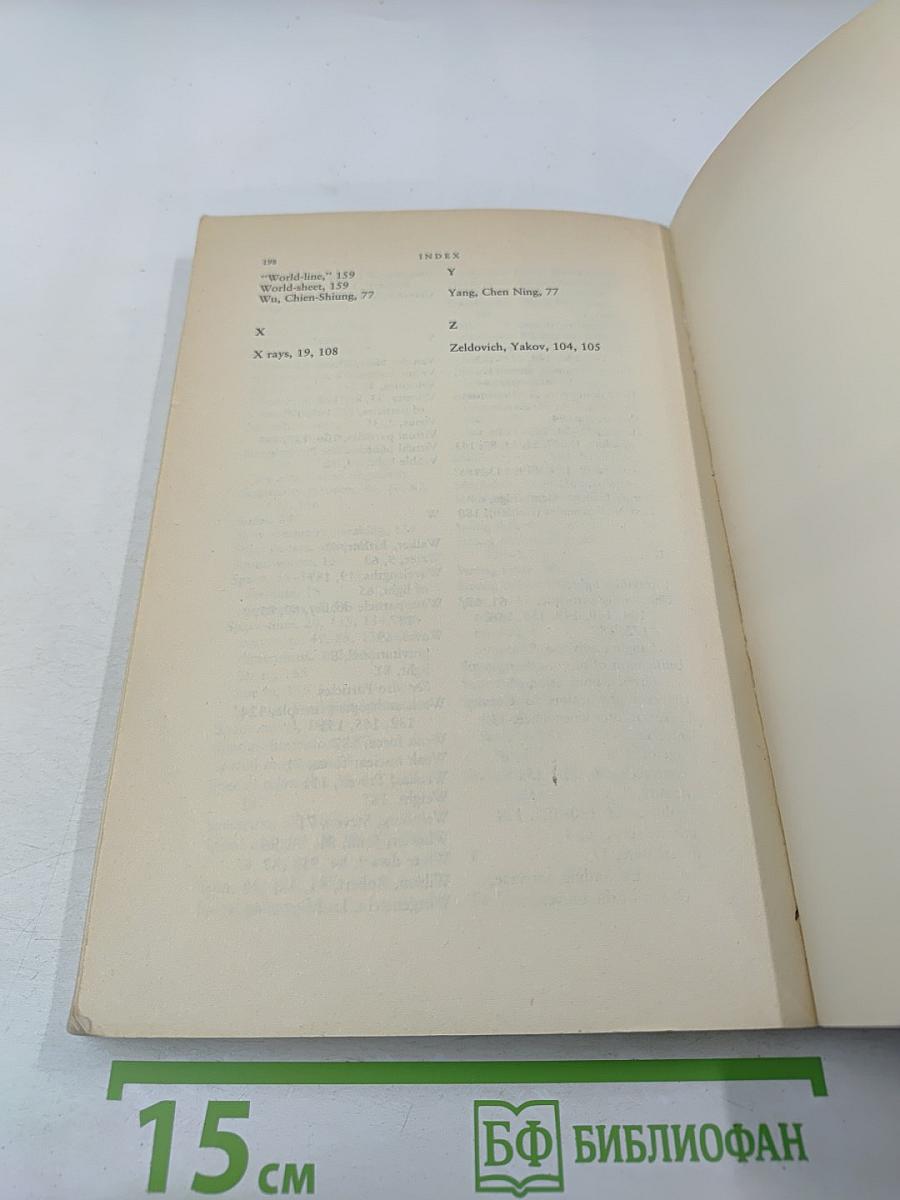 198
INDEX
"World-line," 159
World-sheet, 159
Wu, Chien-Shiung, 77
X
X rays, 19, 108
Y
Yang, Chen Ning, 77
Z
Zeldovich, Yakov, 104, 105
15 см
БФ БИБЛИОФАН